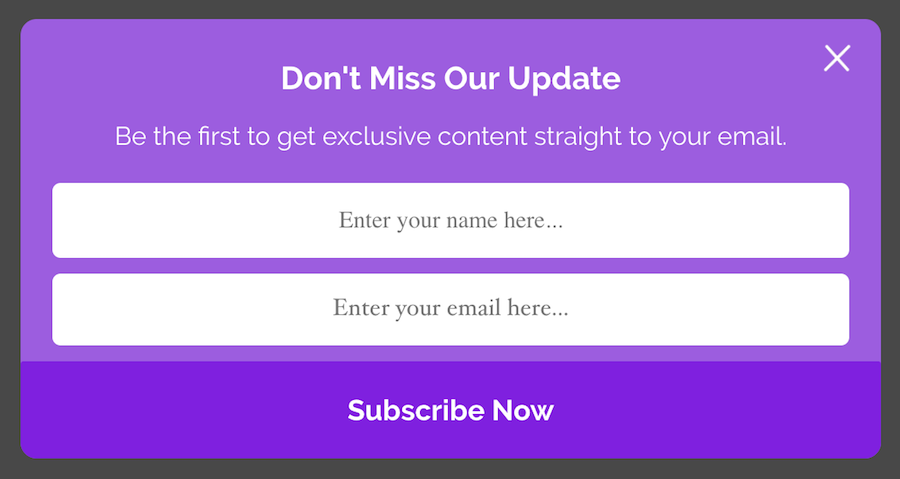 Don't Miss Our Update
Be the first to get exclusive content straight to your email.
Enter your name here...
Enter your email here...
Subscribe Now